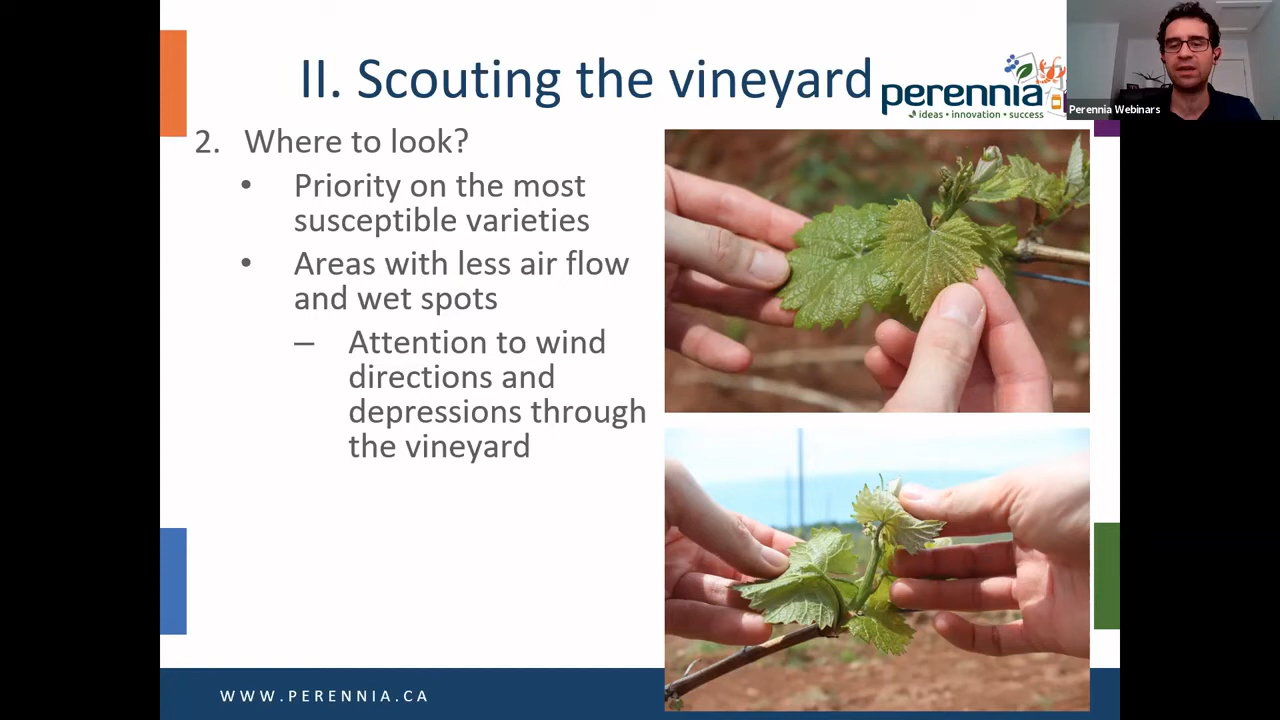 II. Scouting the vineyard
perennia
ideas • innovation • success
Perennia Webinars
2. Where to look?
• Priority on the most
susceptible varieties
• Areas with less air flow
and wet spots
– Attention to wind
directions and
depressions through
the vineyard
WWW.PERENNIA.CA